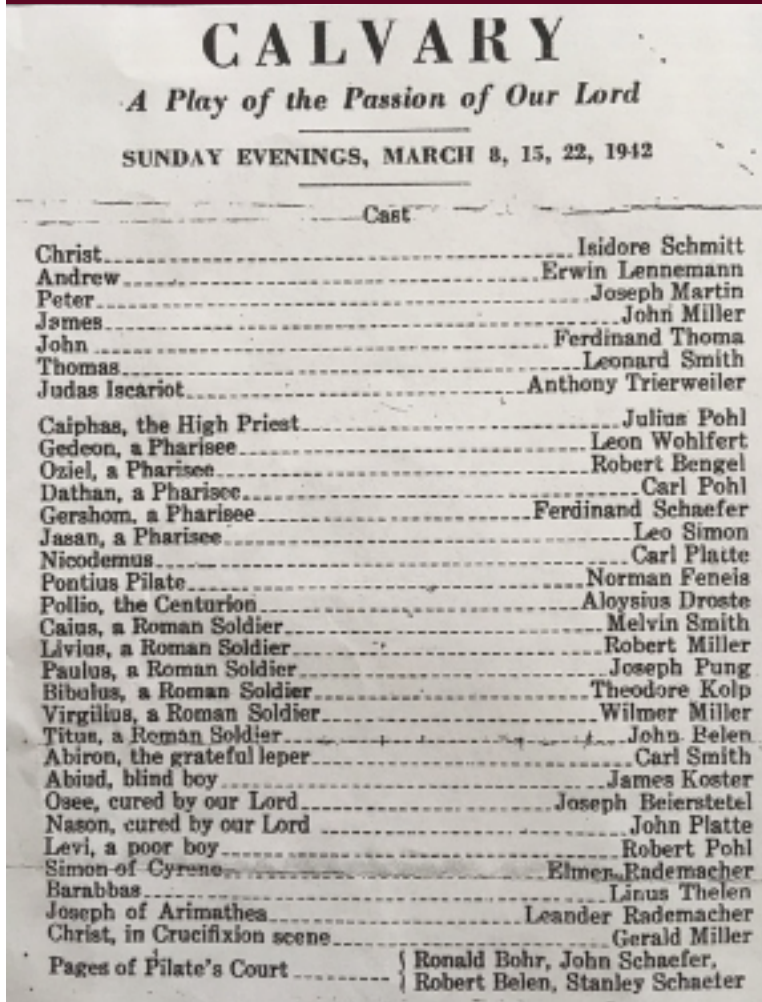 CALVARY
A Play of the Passion of Our Lord
SUNDAY EVENINGS, MARCH 8, 15, 22, 1942
Cast
Christ Isidore Schmitt
Andrew Erwin Lennemann
Peter Joseph Martin
James John Miller
John Ferdinand Thoma
Thomas Leonard Smith
Judas Iscariot Anthony Trierweiler
Caiphas, the High Priest Julius Pohl
Gedeon, a Pharisee Leon Wohlfert
Oziel, a Pharisee Robert Bengel
Dathan, a Pharisee Carl Pohl
Gershom, a Pharisee Ferdinand Schaefer
Jasan, a Pharisee Leo Simon
Nicodemus Carl Platte
Pontius Pilate Norman Feneis
Pollio, the Centurion Aloysius Droste
Caius, a Roman Soldier Melvin Smith
Livius, a Roman Soldier Robert Miller
Paulus, a Roman Soldier Joseph Pung
Bibulus, a Roman Soldier Theodore Kolp
Virgilius, a Roman Soldier Wilmer Miller
Titus, a Roman Soldier John Belen
Abiron, the grateful leper Carl Smith
Abiud, blind boy James Koster
Osee, cured by our Lord Joseph Beierstetel
Nason, cured by our Lord John Platte
Levi, a poor boy Robert Pohl
Simon of Cyrene Elmer Rademacher
Barabbas Linus Thelen
Joseph of Arimathea Leander Rademacher
Christ, in Crucifixion scene Gerald Miller
Pages of Pilate's Court { Ronald Bohr, John Schaefer,
{ Robert Belen, Stanley Schaefer